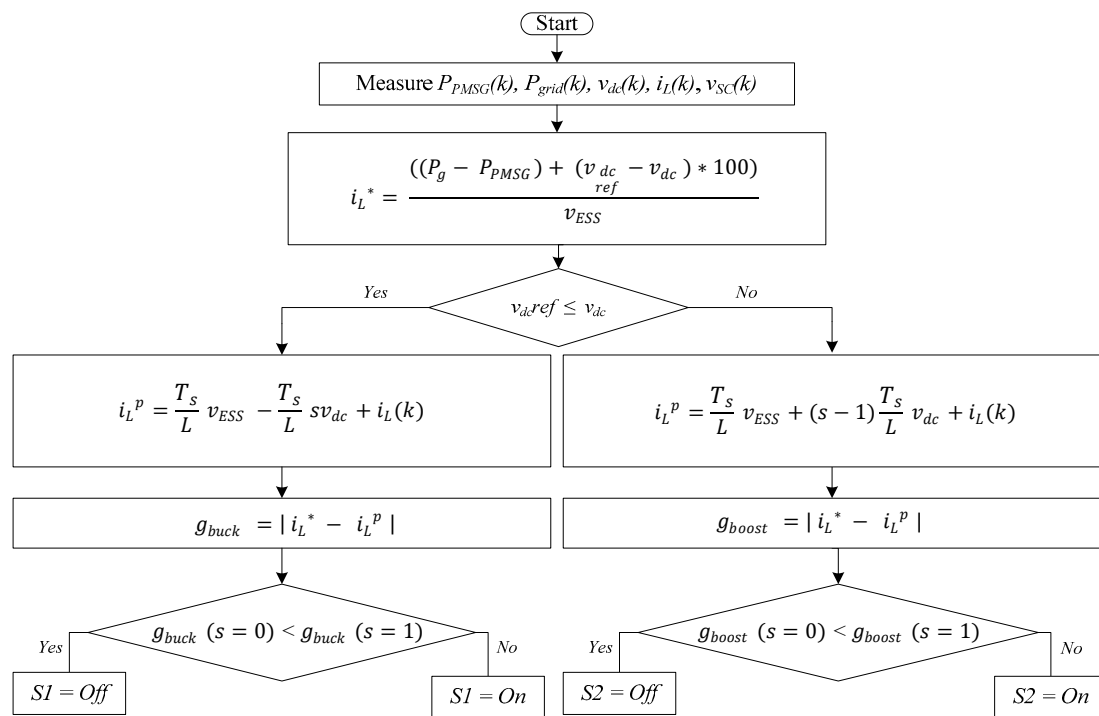 Start
Measure P_PMSG(k), P_grid(k), v_dc(k), i_L(k), v_SC(k)
i_L^* = ((P_g − P_PMSG) + (v_dc ref − v_dc) * 100) / v_ESS
Yes
v_dc ref ≤ v_dc
No
i_L^p = T_s/L v_ESS − T_s/L sv_dc + i_L(k)
i_L^p = T_s/L v_ESS + (s − 1) T_s/L v_dc + i_L(k)
g_buck = | i_L^* − i_L^p |
g_boost = | i_L^* − i_L^p |
Yes
g_buck (s = 0) < g_buck (s = 1)
No
Yes
g_boost (s = 0) < g_boost (s = 1)
No
S1 = Off
S1 = On
S2 = Off
S2 = On